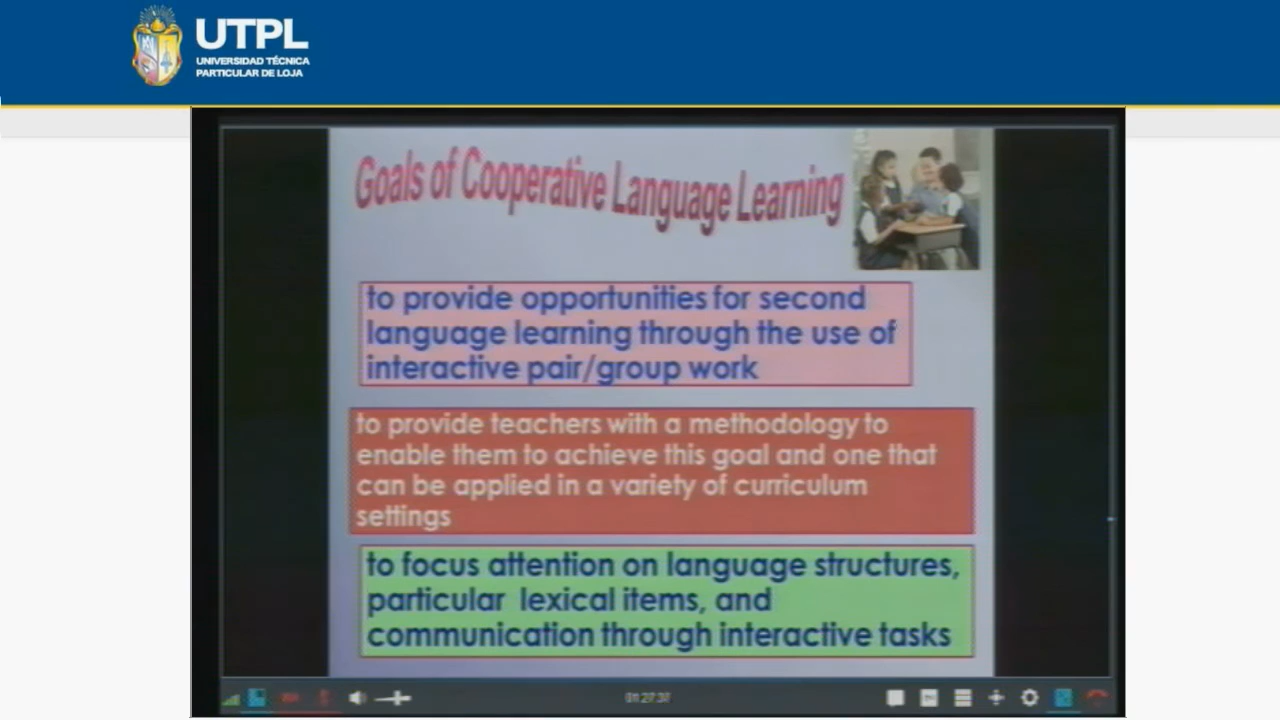 UTPL
UNIVERSIDAD TÉCNICA
PARTICULAR DE LOJA
Goals of Cooperative Language Learning
to provide opportunities for second
language learning through the use of
interactive pair/group work
to provide teachers with a methodology to
enable them to achieve this goal and one that
can be applied in a variety of curriculum
settings
to focus attention on language structures,
particular lexical items, and
communication through interactive tasks